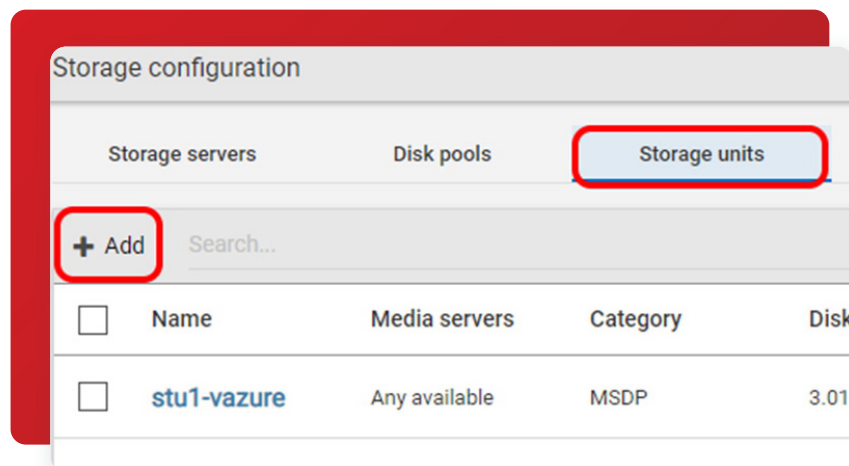 Storage configuration
Storage servers Disk pools Storage units
+ Add Search...
Name Media servers Category Disk
stu1-vazure Any available MSDP 3.01